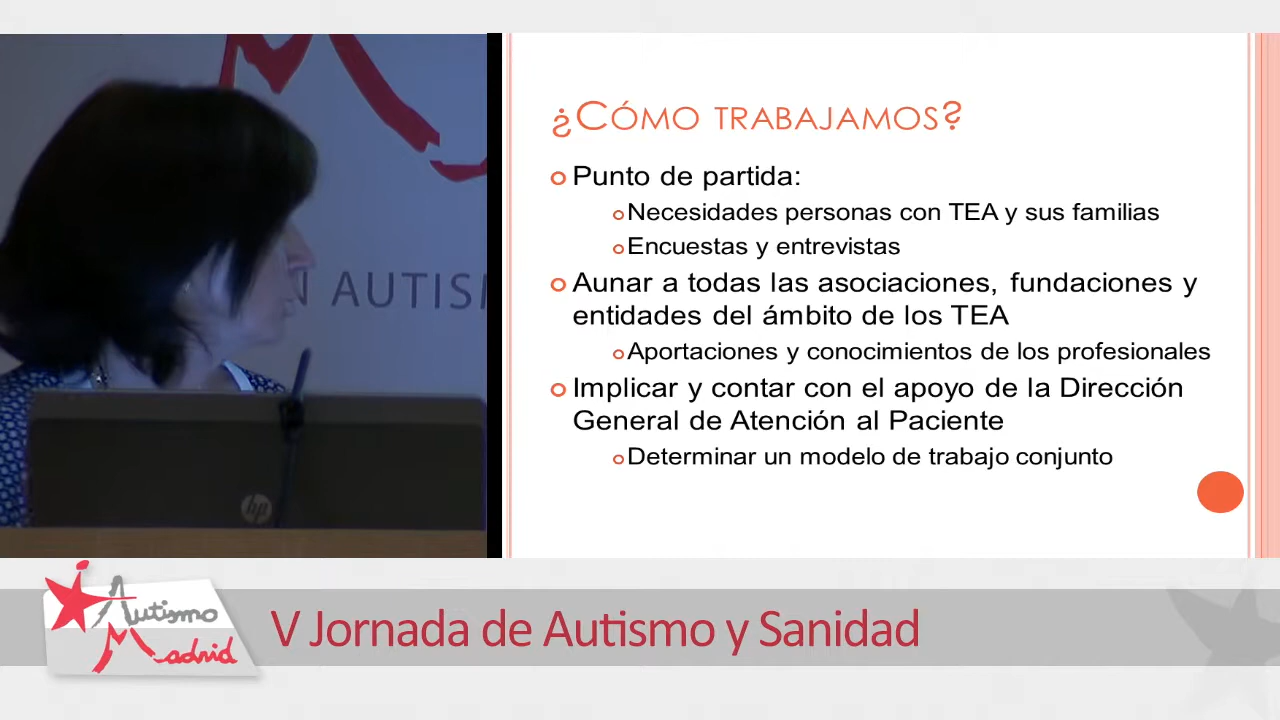 ¿CÓMO TRABAJAMOS?
Punto de partida:
Necesidades personas con TEA y sus familias
Encuestas y entrevistas
Aunar a todas las asociaciones, fundaciones y
entidades del ámbito de los TEA
Aportaciones y conocimientos de los profesionales
Implicar y contar con el apoyo de la Dirección
General de Atención al Paciente
Determinar un modelo de trabajo conjunto
N AUTIS
hp
Autismo
Madrid
V Jornada de Autismo y Sanidad